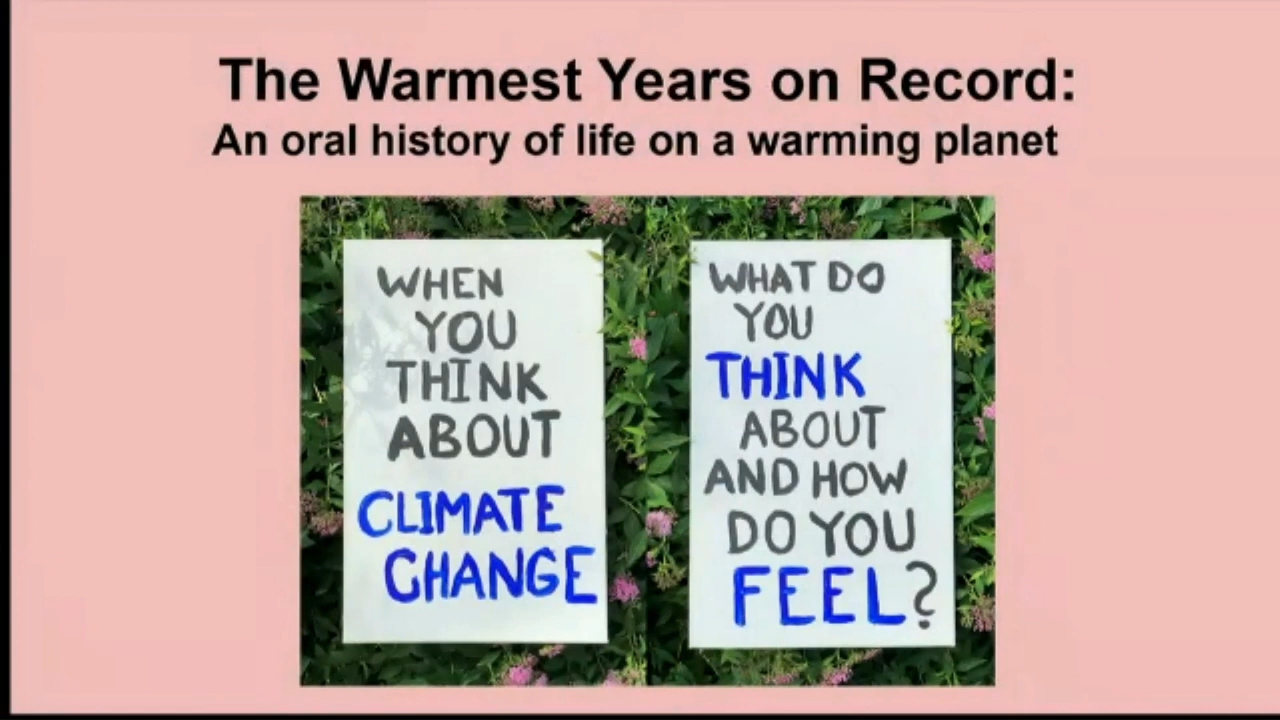 The Warmest Years on Record:
An oral history of life on a warming planet
WHEN
YOU
THINK
ABOUT
CLIMATE
CHANGE
WHAT DO
YOU
THINK
ABOUT
AND HOW
DO YOU
FEEL?